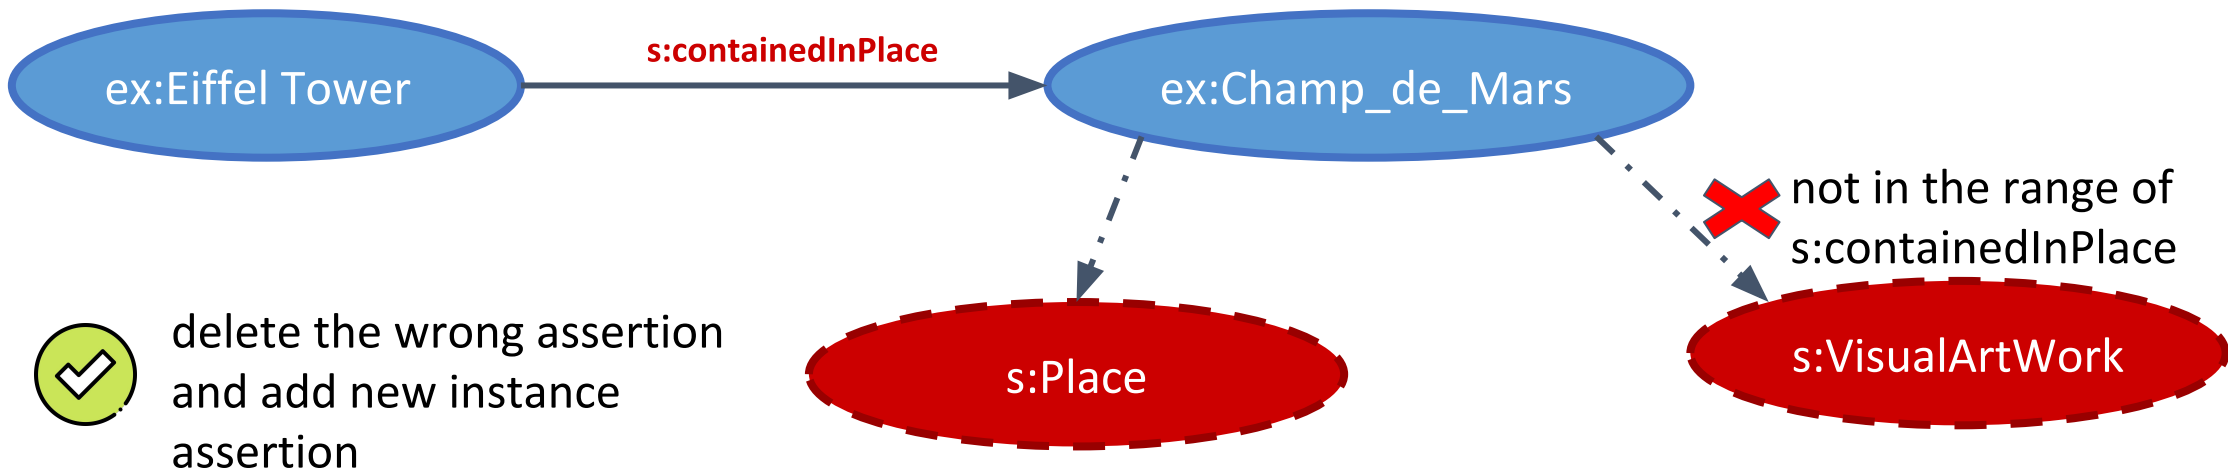 s:containedInPlace
ex:Eiffel Tower
ex:Champ_de_Mars
not in the range of
s:containedInPlace
delete the wrong assertion
and add new instance
assertion
s:Place
s:VisualArtWork